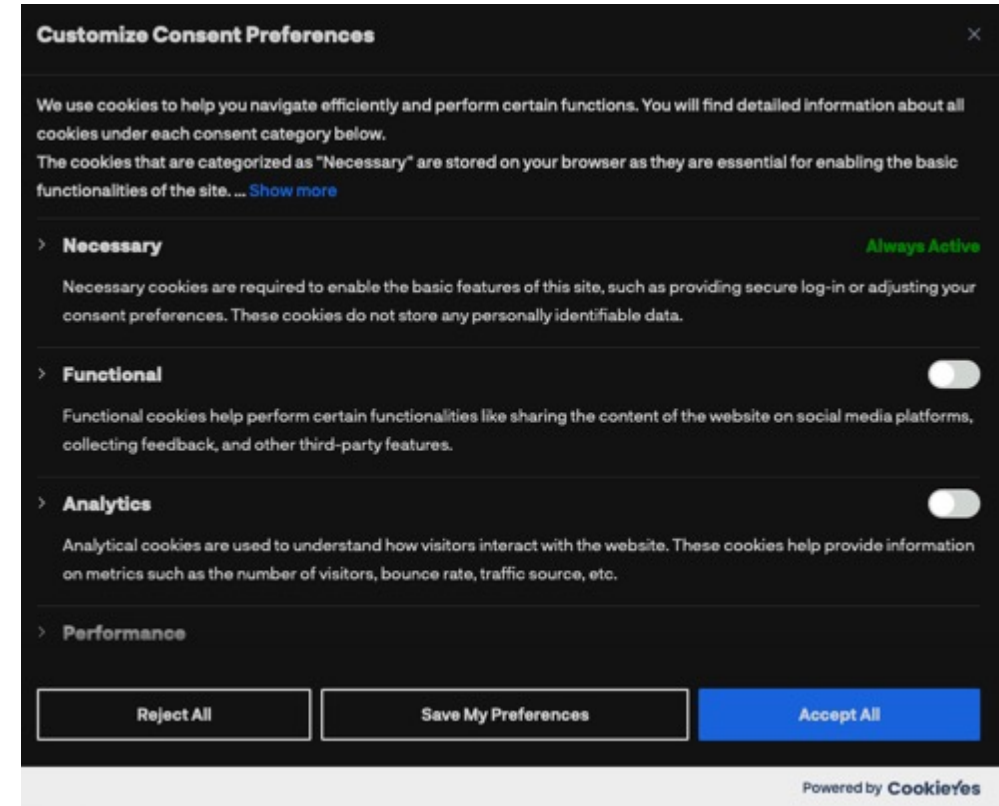 Customize Consent Preferences
We use cookies to help you navigate efficiently and perform certain functions. You will find detailed information about all
cookies under each consent category below.
The cookies that are categorized as "Necessary" are stored on your browser as they are essential for enabling the basic
functionalities of the site. ... Show more
Necessary
Always Active
Necessary cookies are required to enable the basic features of this site, such as providing secure log-in or adjusting your
consent preferences. These cookies do not store any personally identifiable data.
Functional
Functional cookies help perform certain functionalities like sharing the content of the website on social media platforms,
collecting feedback, and other third-party features.
Analytics
Analytical cookies are used to understand how visitors interact with the website. These cookies help provide information
on metrics such as the number of visitors, bounce rate, traffic source, etc.
Performance
Reject All
Save My Preferences
Accept All
Powered by CookieYes